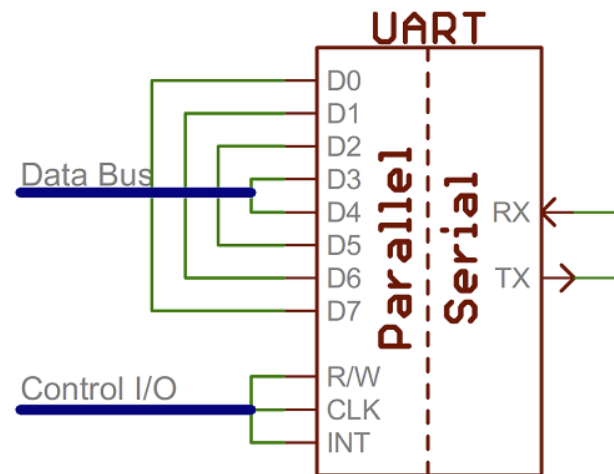 UART
D0
D1
D2
Data Bus
D3
D4
D5
D6
D7
Parallel
Serial
RX
TX
R/W
Control I/O
CLK
INT